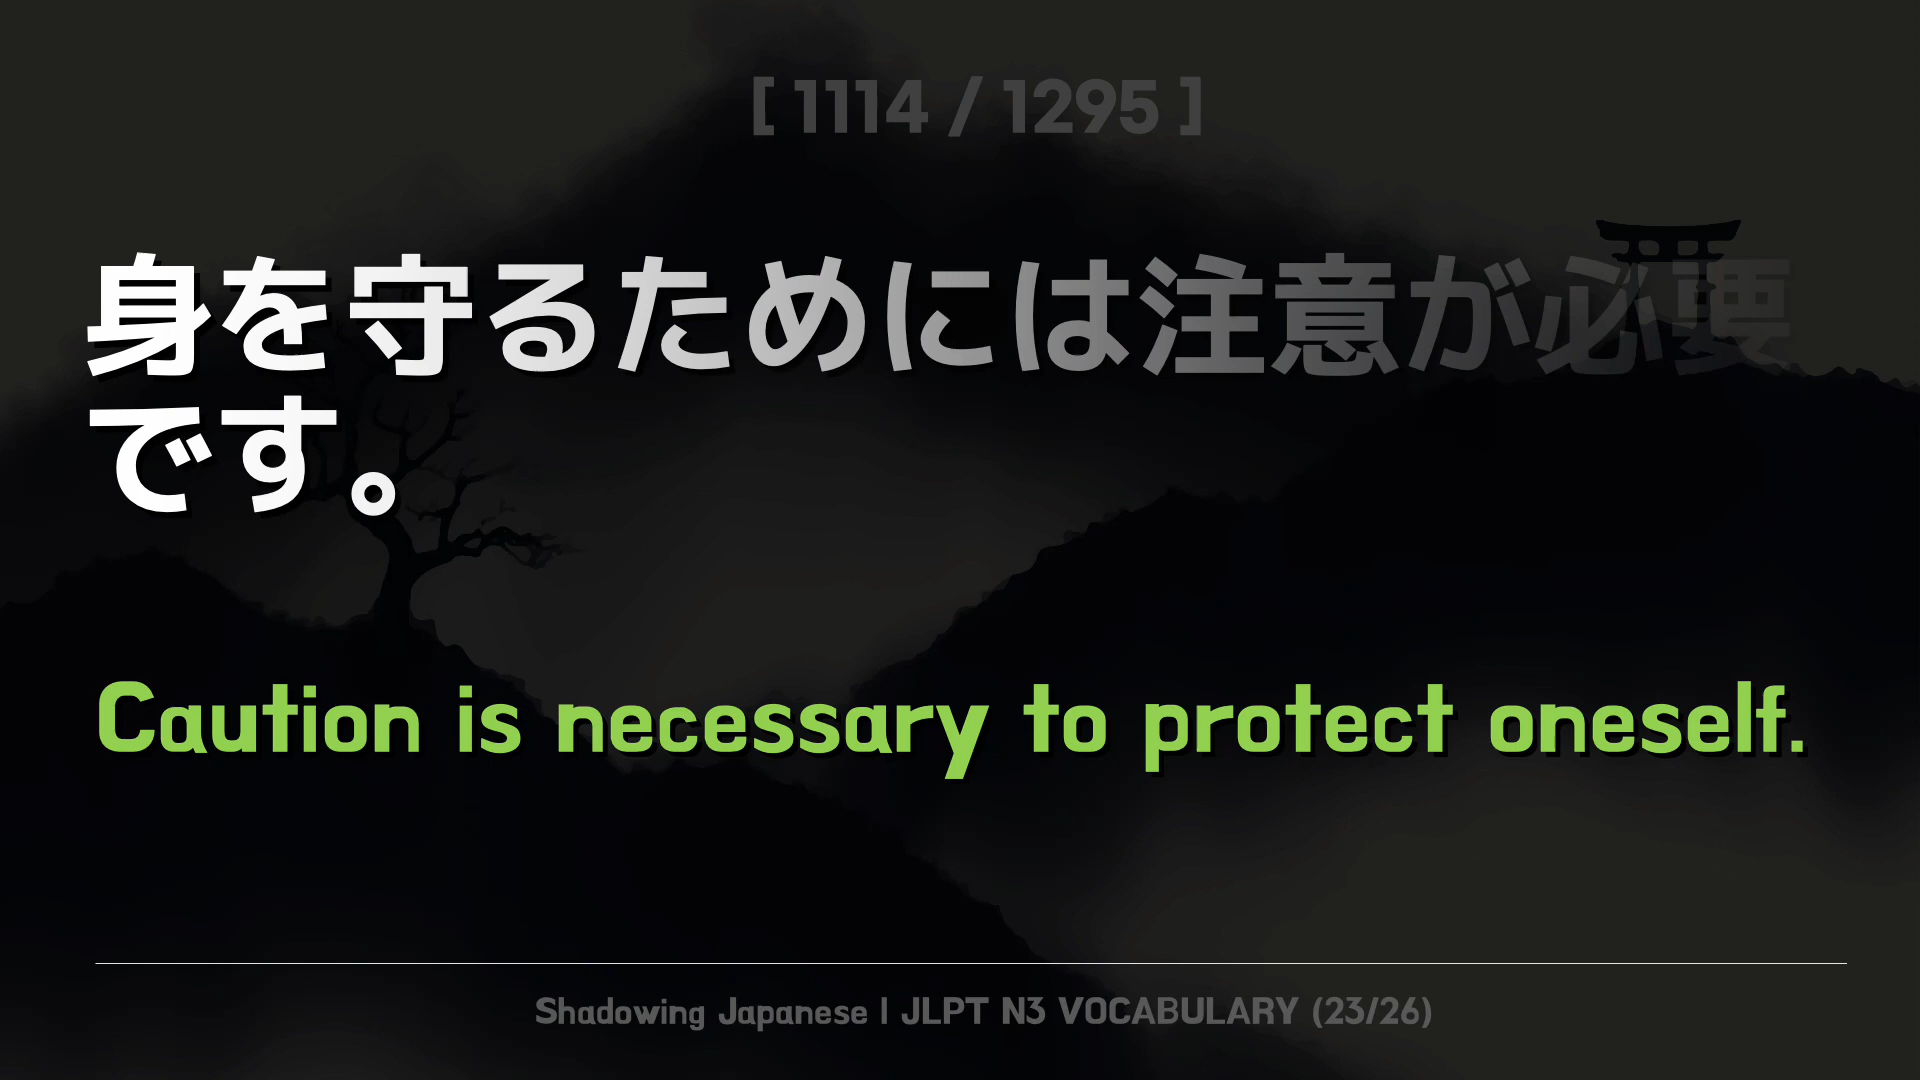 [ 1114 / 1295 ]
身を守るためには注意が必要
です。
Caution is necessary to protect oneself.
Shadowing Japanese | JLPT N3 VOCABULARY (23/26)